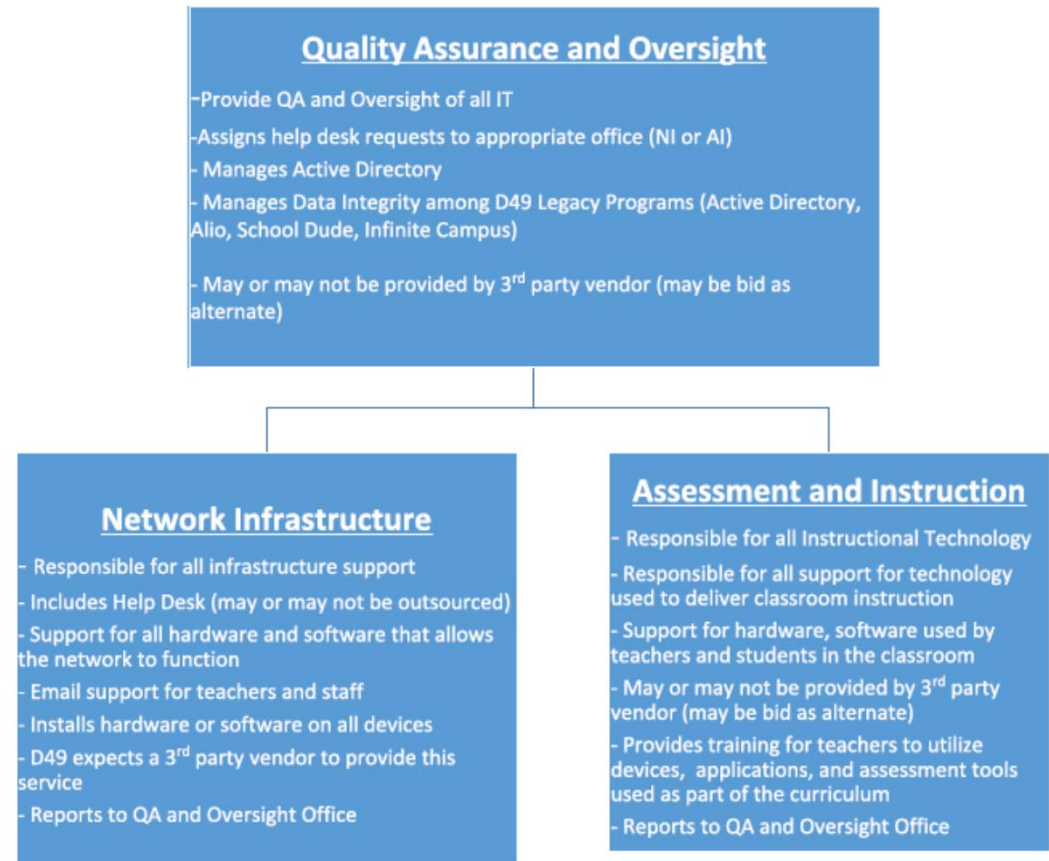 Quality Assurance and Oversight
-Provide QA and Oversight of all IT
-Assigns help desk requests to appropriate office (NI or AI)
- Manages Active Directory
- Manages Data Integrity among D49 Legacy Programs (Active Directory,
Alio, School Dude, Infinite Campus)
- May or may not be provided by 3rd party vendor (may be bid as
alternate)
Network Infrastructure
- Responsible for all infrastructure support
- Includes Help Desk (may or may not be outsourced)
- Support for all hardware and software that allows
the network to function
- Email support for teachers and staff
- Installs hardware or software on all devices
- D49 expects a 3rd party vendor to provide this
service
- Reports to QA and Oversight Office
Assessment and Instruction
- Responsible for all Instructional Technology
- Responsible for all support for technology
used to deliver classroom instruction
- Support for hardware, software used by
teachers and students in the classroom
- May or may not be provided by 3rd party
vendor (may be bid as alternate)
- Provides training for teachers to utilize
devices, applications, and assessment tools
used as part of the curriculum
- Reports to QA and Oversight Office